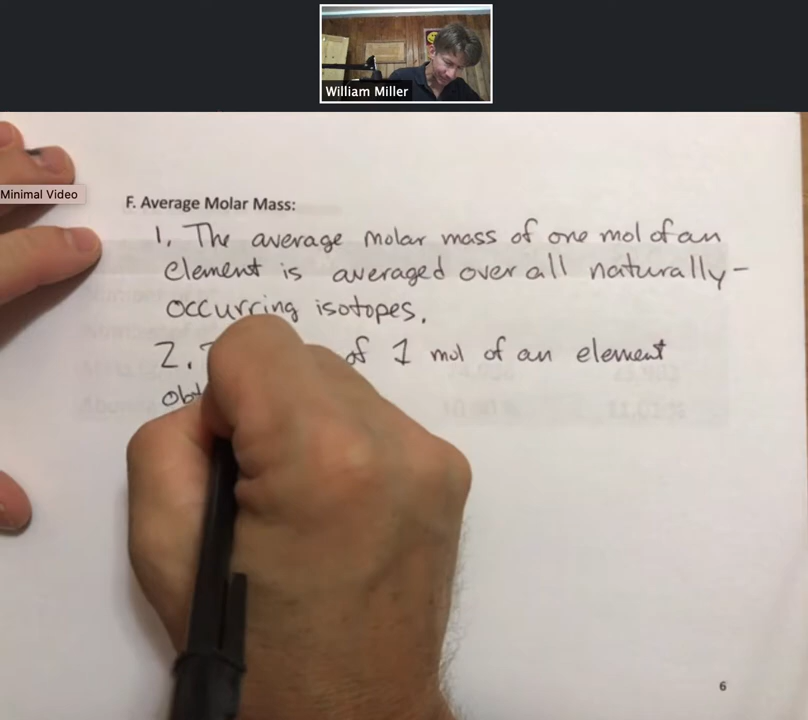 William Miller
Minimal Video
F. Average Molar Mass:
1. The average molar mass of one mol of an
element is averaged over all naturally-
occurring isotopes.
2. of 1 mol of an element
6